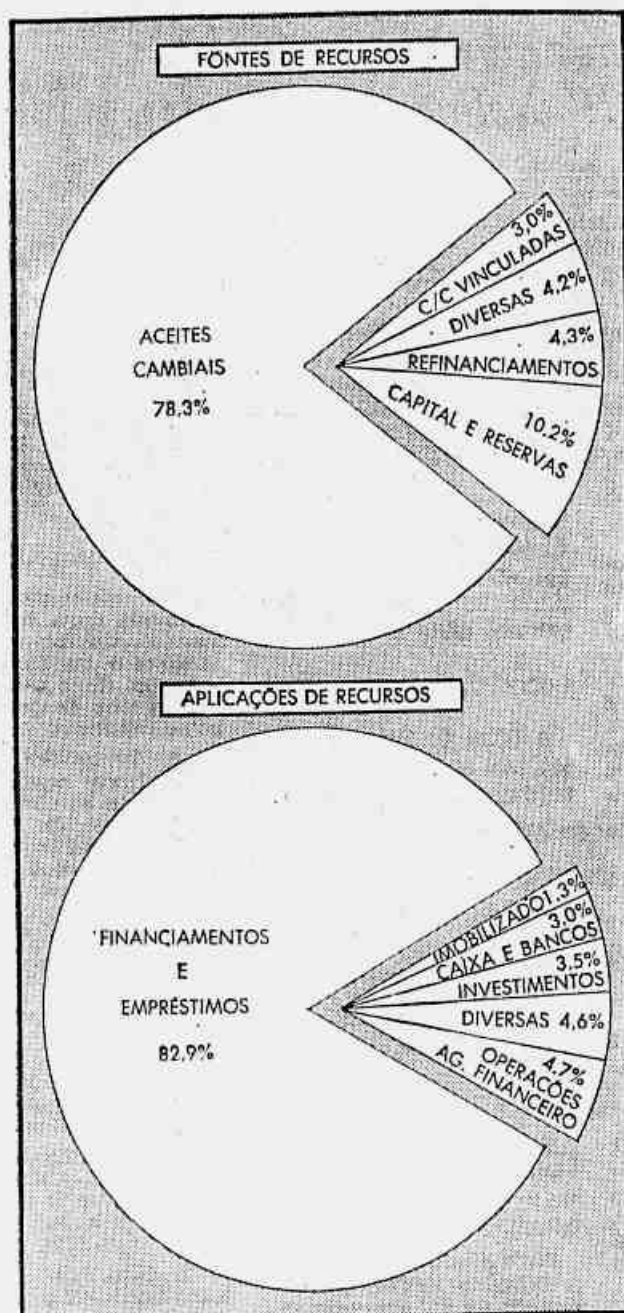 FONTES DE RECURSOS
ACEITES
CAMBIAIS
78,3%
3,0%
C/C VINCULADAS
DIVERSAS 4,2%
4,3%
REFINANCIAMENTOS
10,2%
CAPITAL E RESERVAS
APLICAÇÕES DE RECURSOS
FINANCIAMENTOS
E
EMPRÉSTIMOS
82,9%
IMOBILIZADO 1,3%
3,0%
CAIXA E BANCOS
3,5%
INVESTIMENTOS
DIVERSAS 4,6%
4,7%
OPERAÇÕES
AG. FINANCEIRO